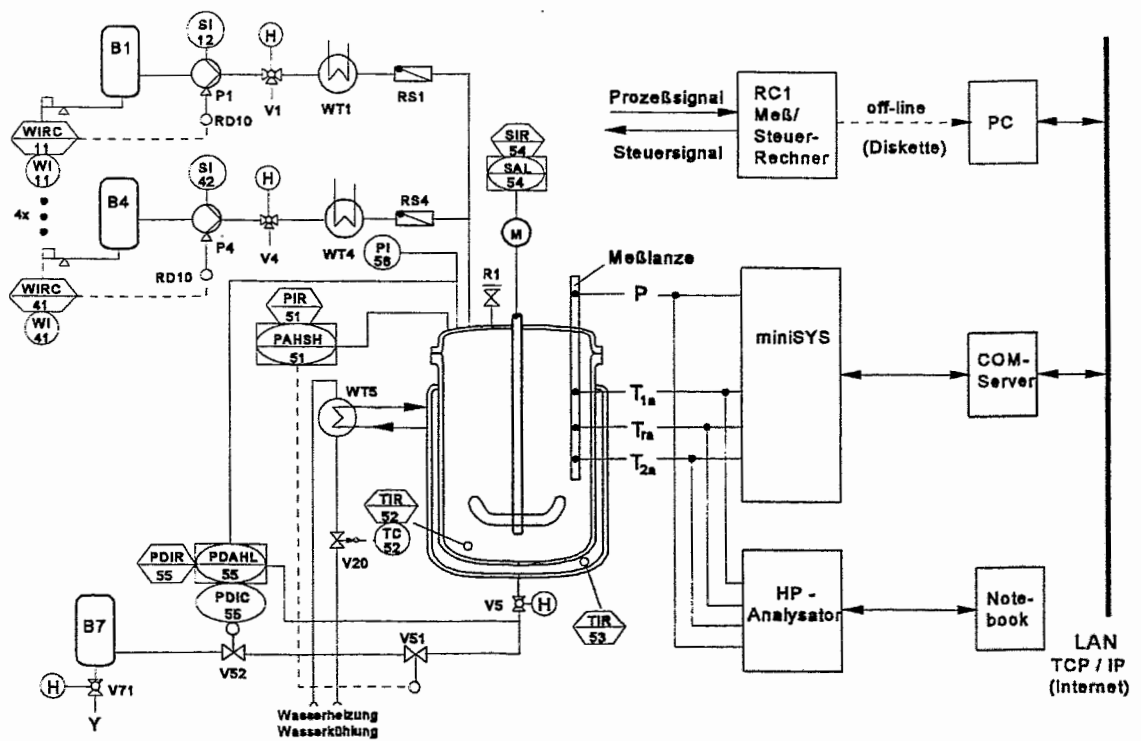 B1
SI
12
P1
H
V1
WT1
RS1
RD10
WIRC
11
WI
11
4x
B4
SI
42
P4
H
V4
WT4
RS4
RD10
WIRC
41
WI
41
PI
56
SIR
54
SAL
54
M
R1
PIR
51
PAHSH
51
WT5
TIR
52
TC
52
V20
PDIR
55
PDAHL
55
PDIC
55
B7
V52
V51
V5
H
TIR
53
H
V71
Y
Wasserheizung
Wasserkühlung
Prozeßsignal
Steuersignal
RC1
Meß/
Steuer-
Rechner
off-line
(Diskette)
PC
Meßlanze
P
T1a
Tra
T2a
miniSYS
COM-
Server
HP -
Analysator
Note-
book
LAN
TCP / IP
(Internet)